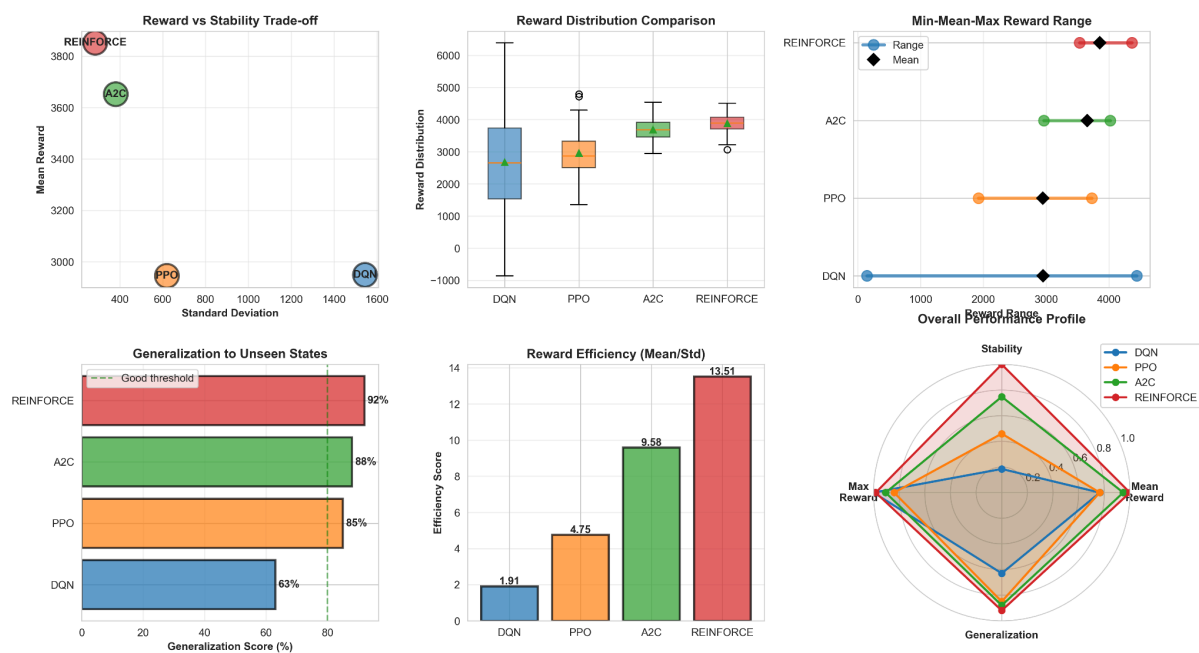 Reward vs Stability Trade-off
Mean Reward
3800
3600
3400
3200
3000
REINFORCE
A2C
PPO
DQN
400 600 800 1000 1200 1400 1600
Standard Deviation
Reward Distribution Comparison
Reward Distribution
6000
5000
4000
3000
2000
1000
0
−1000
DQN PPO A2C REINFORCE
Min-Mean-Max Reward Range
REINFORCE
A2C
PPO
DQN
Range
Mean
0 1000 2000 3000 4000
Reward Range
Generalization to Unseen States
Good threshold
REINFORCE 92%
A2C 88%
PPO 85%
DQN 63%
0 20 40 60 80
Generalization Score (%)
Reward Efficiency (Mean/Std)
Efficiency Score
14
12
10
8
6
4
2
0
1.91
4.75
9.58
13.51
DQN PPO A2C REINFORCE
Overall Performance Profile
DQN
PPO
A2C
REINFORCE
Stability
1.0
0.8
0.6
0.4
0.2
Max
Reward
Mean
Reward
Generalization